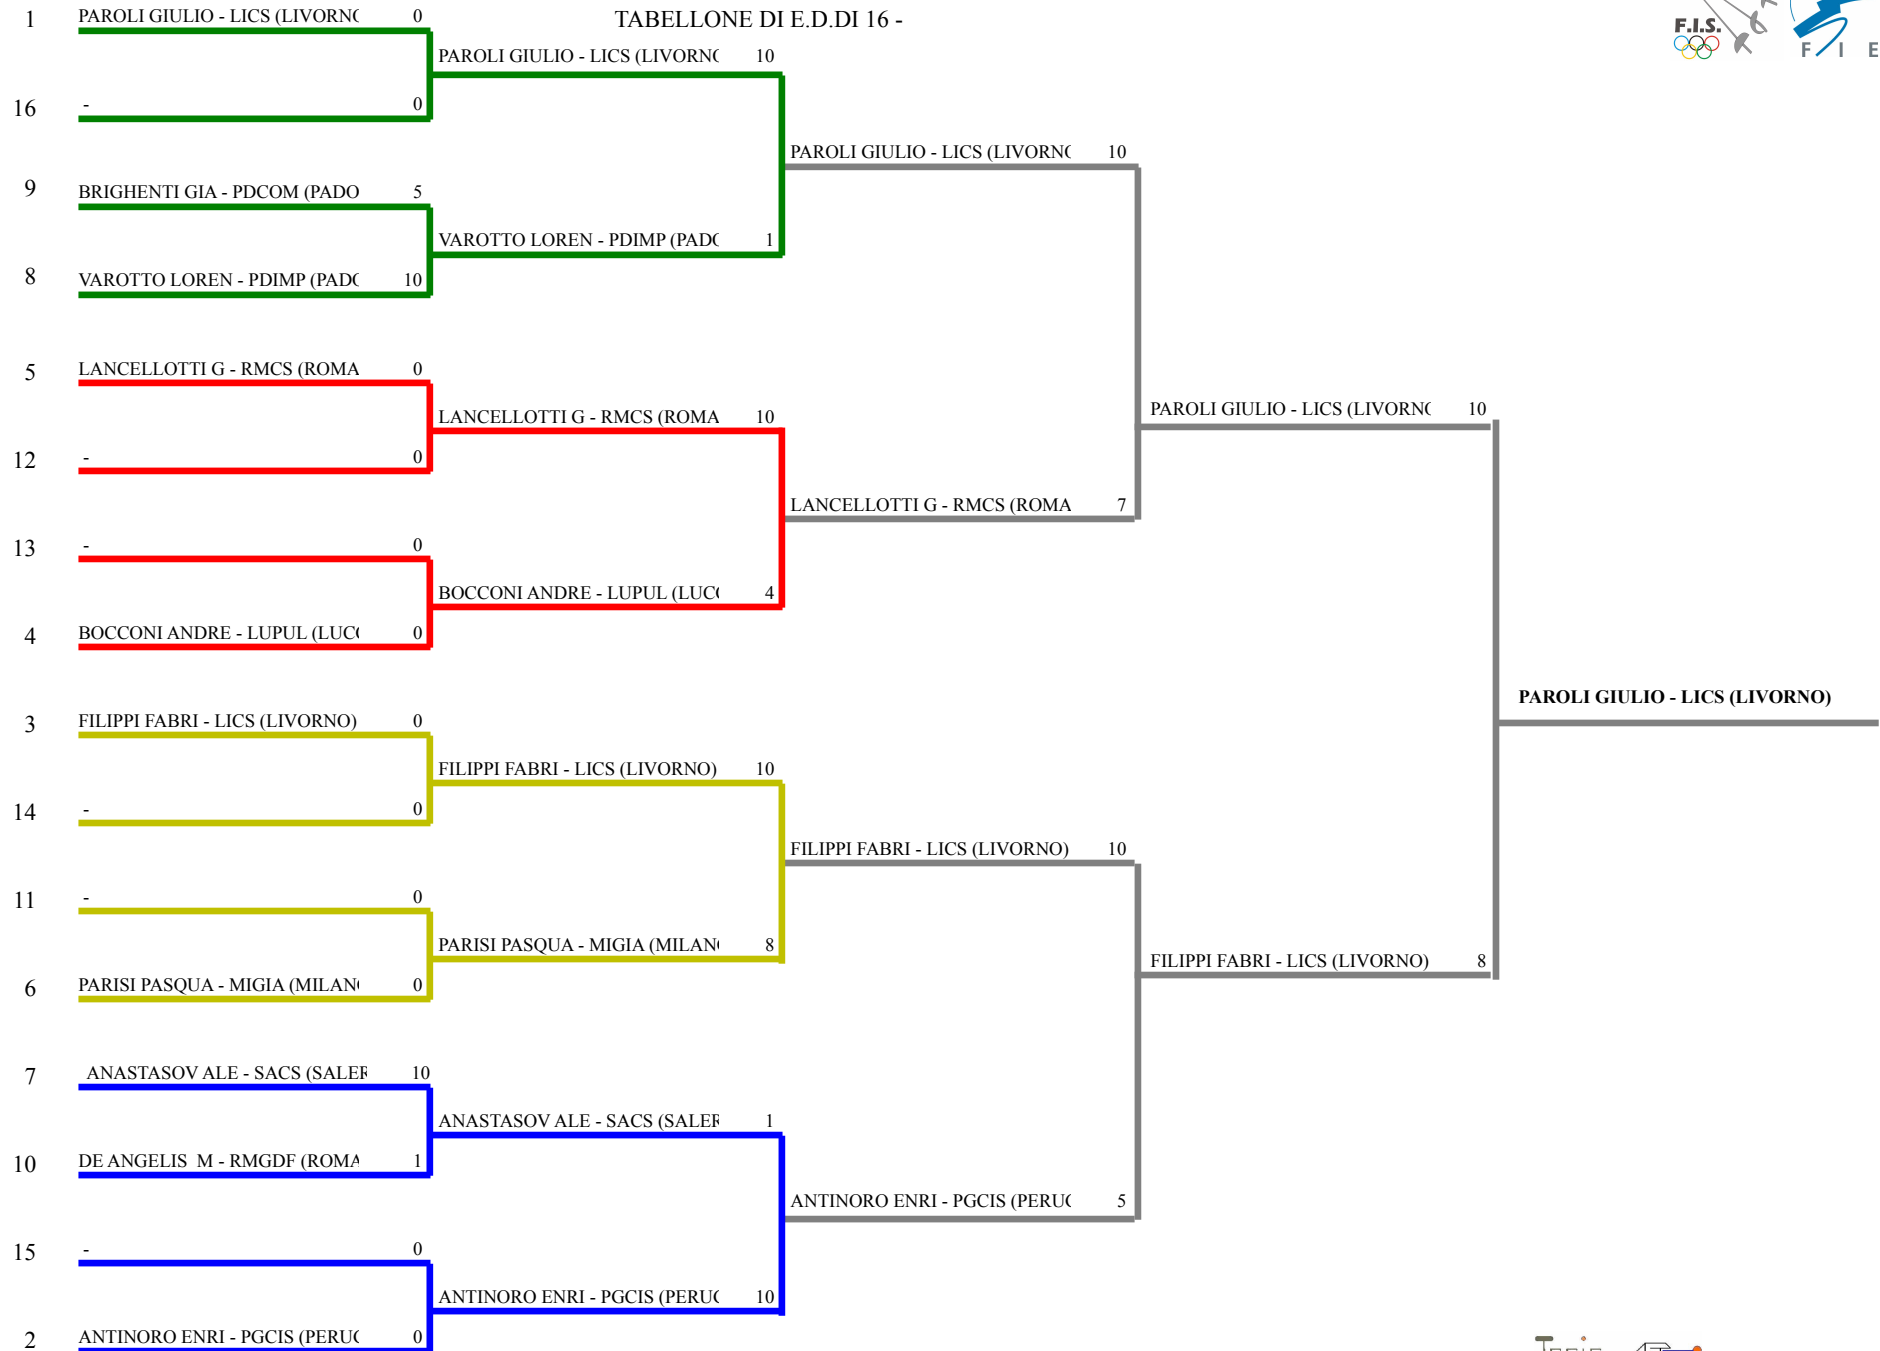 TABELLONE DI E.D.DI 16 -
F.I.S.
F I E
1 PAROLI GIULIO - LICS (LIVORNO 0
PAROLI GIULIO - LICS (LIVORNO 10
16 - 0
PAROLI GIULIO - LICS (LIVORNO 10
9 BRIGHENTI GIA - PDCOM (PADO 5
VAROTTO LOREN - PDIMP (PADO 1
8 VAROTTO LOREN - PDIMP (PADO 10
5 LANCELLOTTI G - RMCS (ROMA 0
LANCELLOTTI G - RMCS (ROMA 10
PAROLI GIULIO - LICS (LIVORNO 10
12 - 0
LANCELLOTTI G - RMCS (ROMA 7
13 - 0
BOCCONI ANDRE - LUPUL (LUCC 4
4 BOCCONI ANDRE - LUPUL (LUCC 0
PAROLI GIULIO - LICS (LIVORNO)
3 FILIPPI FABRI - LICS (LIVORNO) 0
FILIPPI FABRI - LICS (LIVORNO) 10
14 - 0
FILIPPI FABRI - LICS (LIVORNO) 10
11 - 0
PARISI PASQUA - MIGIA (MILANO 8
FILIPPI FABRI - LICS (LIVORNO) 8
6 PARISI PASQUA - MIGIA (MILANO 0
7 ANASTASOV ALE - SACS (SALER 10
ANASTASOV ALE - SACS (SALER 1
10 DE ANGELIS M - RMGDF (ROMA 1
ANTINORO ENRI - PGCIS (PERUG 5
15 - 0
ANTINORO ENRI - PGCIS (PERUG 10
2 ANTINORO ENRI - PGCIS (PERUG 0